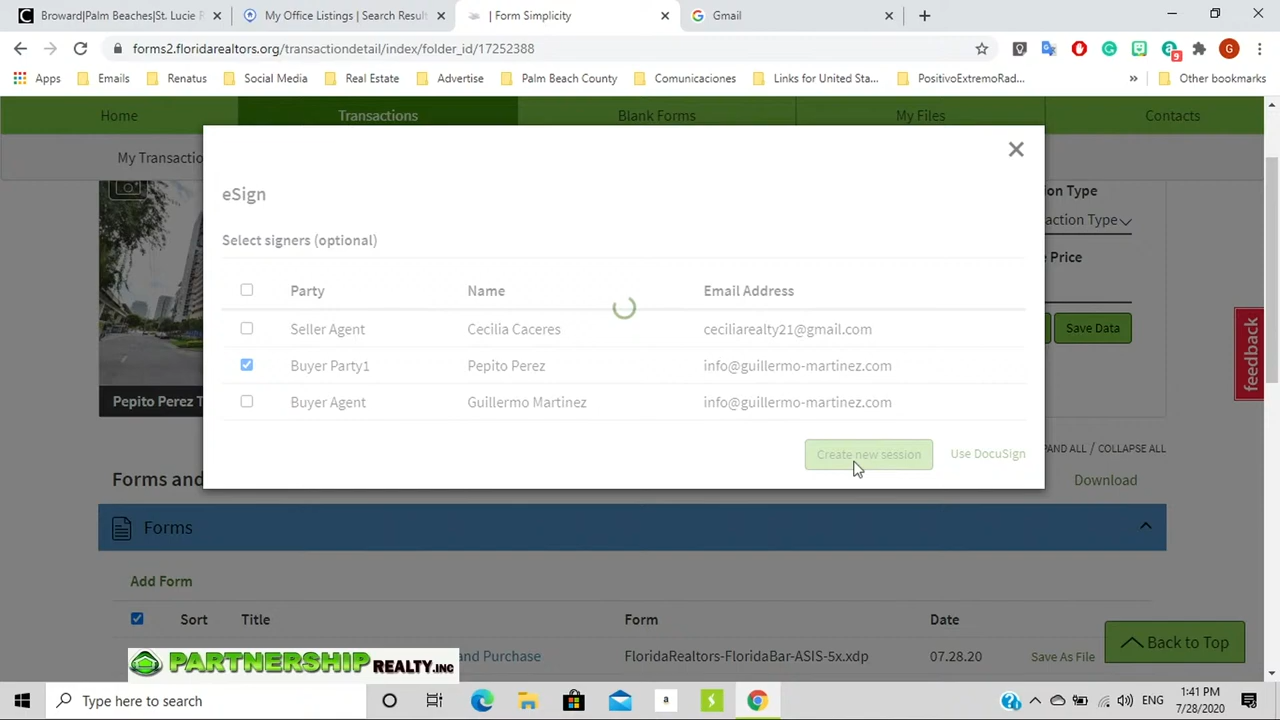 Broward|Palm Beaches|St. Lucie R
My Office Listings | Search Result
| Form Simplicity
Gmail
forms2.floridarealtors.org/transactiondetail/index/folder_id/17252388
Apps
Emails
Renatus
Social Media
Real Estate
Advertise
Palm Beach County
Comunicaciones
Links for United Sta...
PositivoExtremoRad...
»
Other bookmarks
Home
Transactions
Blank Forms
My Files
Contacts
My Transactio
eSign
Select signers (optional)
Party Name Email Address
Seller Agent Cecilia Caceres ceciliarealty21@gmail.com
Buyer Party1 Pepito Perez info@guillermo-martinez.com
Buyer Agent Guillermo Martinez info@guillermo-martinez.com
Create new session Use DocuSign
ion Type
action Type
e Price
Save Data
feedback
Pepito Perez T
PAND ALL / COLLAPSE ALL
Forms and
Download
Forms
Add Form
Sort Title Form Date
and Purchase FloridaRealtors-FloridaBar-ASIS-5x.xdp 07.28.20 Save As File
Back to Top
PARTNERSHIP REALTY.INC
Type here to search
ENG
1:41 PM
7/28/2020